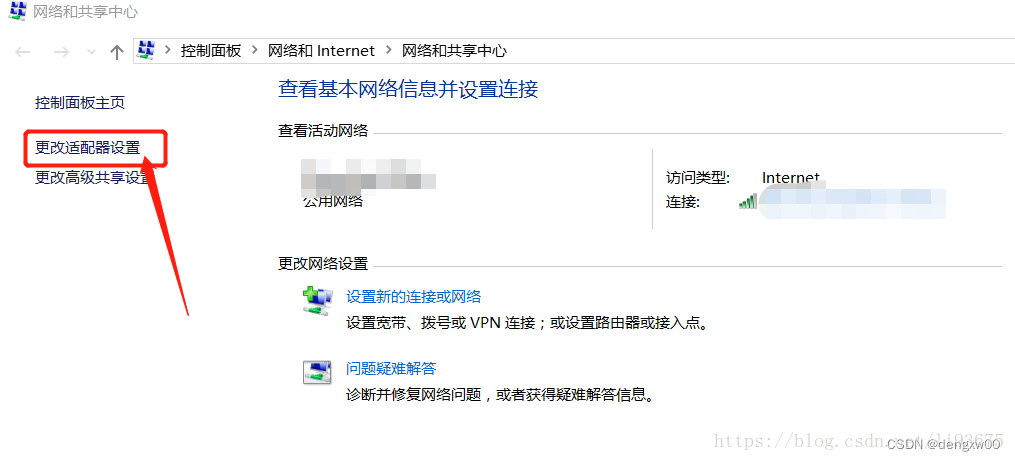 网络和共享中心
控制面板 > 网络和 Internet > 网络和共享中心
控制面板主页
更改适配器设置
更改高级共享设置
查看基本网络信息并设置连接
查看活动网络
公用网络
访问类型: Internet
连接:
更改网络设置
设置新的连接或网络
设置宽带、拨号或 VPN 连接；或设置路由器或接入点。
问题疑难解答
诊断并修复网络问题，或者获得疑难解答信息。
https://blog.csdn.net/li93675
CSDN @dengxw00